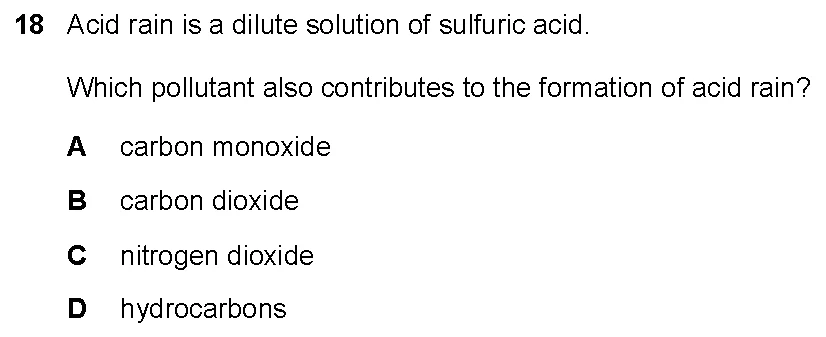 18 Acid rain is a dilute solution of sulfuric acid.
Which pollutant also contributes to the formation of acid rain?
A carbon monoxide
B carbon dioxide
C nitrogen dioxide
D hydrocarbons